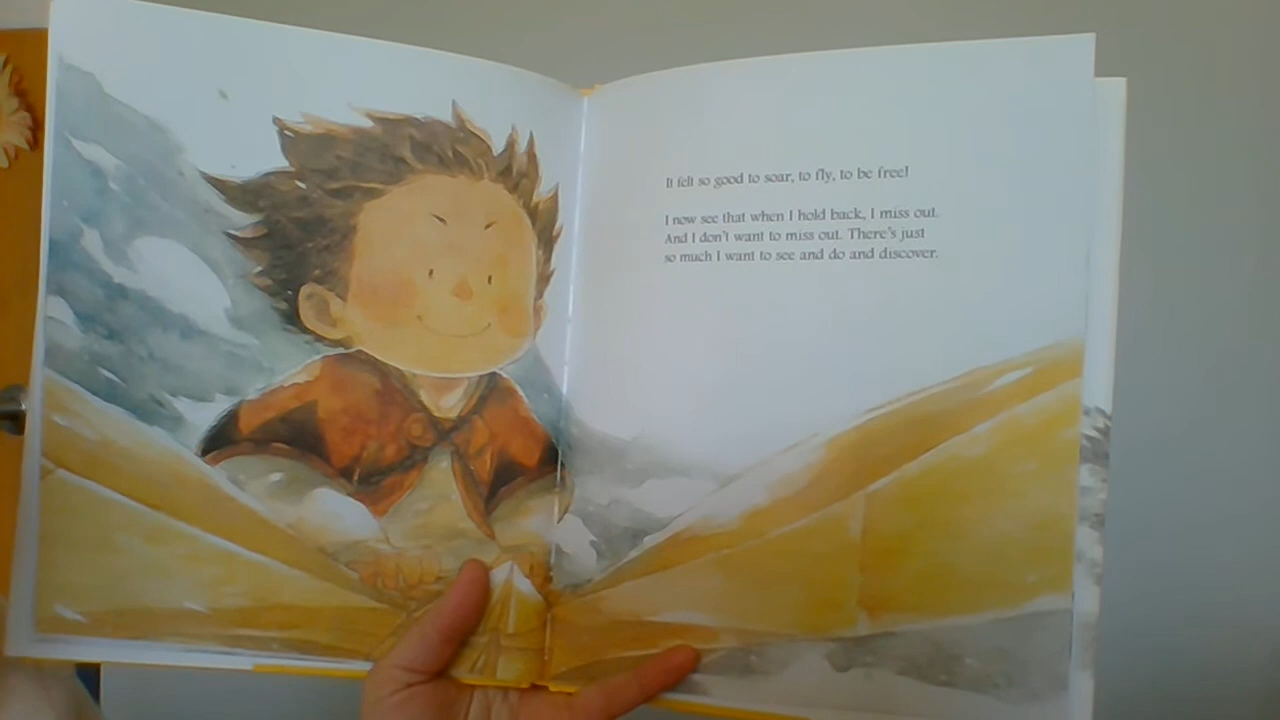 It felt so good to soar, to fly, to be free!
I now see that when I hold back, I miss out.
And I don't want to miss out. There's just
so much I want to see and do and discover.